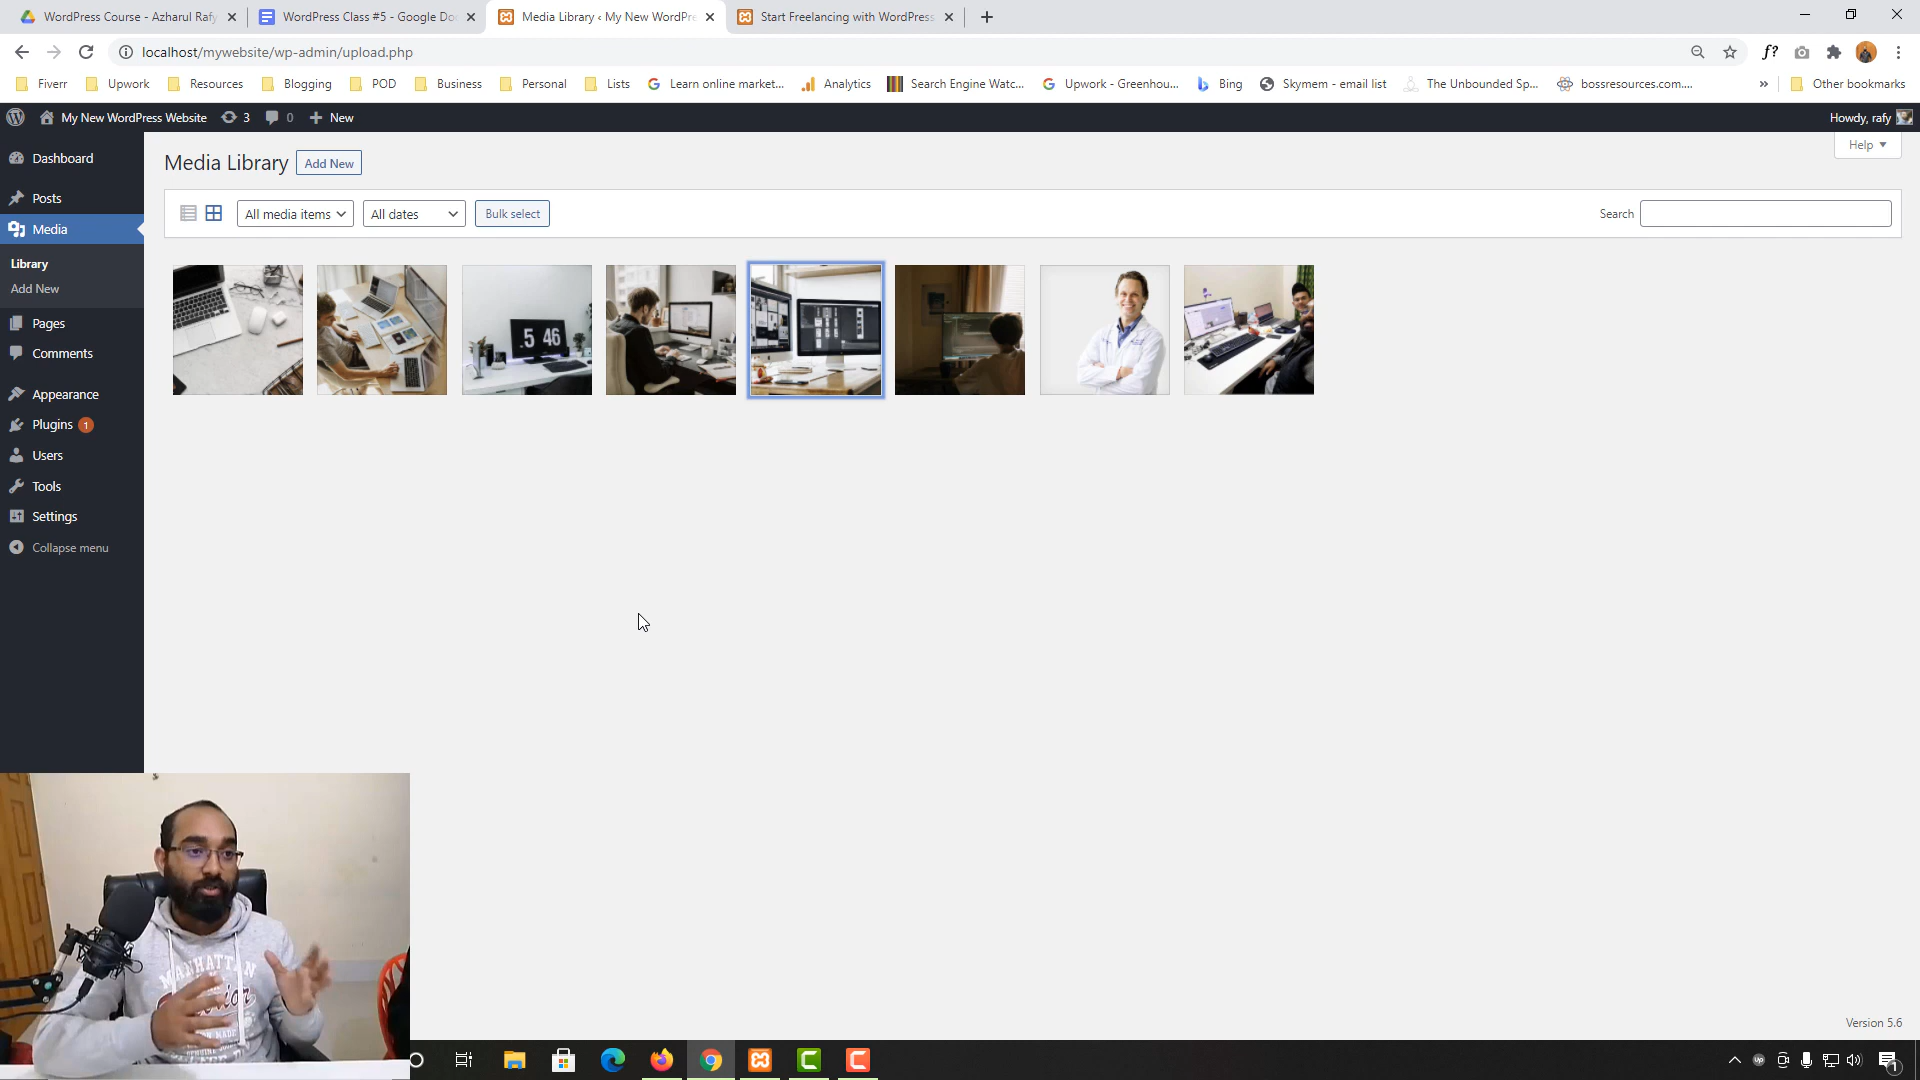 WordPress Course - Azharul Rafy
WordPress Class #5 - Google Doc
Media Library ‹ My New WordPre
Start Freelancing with WordPress
localhost/mywebsite/wp-admin/upload.php
f?
Fiverr
Upwork
Resources
Blogging
POD
Business
Personal
Lists
Learn online market...
Analytics
Search Engine Watc...
Upwork - Greenhou...
Bing
Skymem - email list
The Unbounded Sp...
bossresources.com....
»
Other bookmarks
My New WordPress Website
3
0
New
Howdy, rafy
Dashboard
Posts
Media
Library
Add New
Pages
Comments
Appearance
Plugins 1
Users
Tools
Settings
Collapse menu
Media Library
Add New
Help
All media items
All dates
Bulk select
Search
5 46
MANHATTAN
Version 5.6
up
1